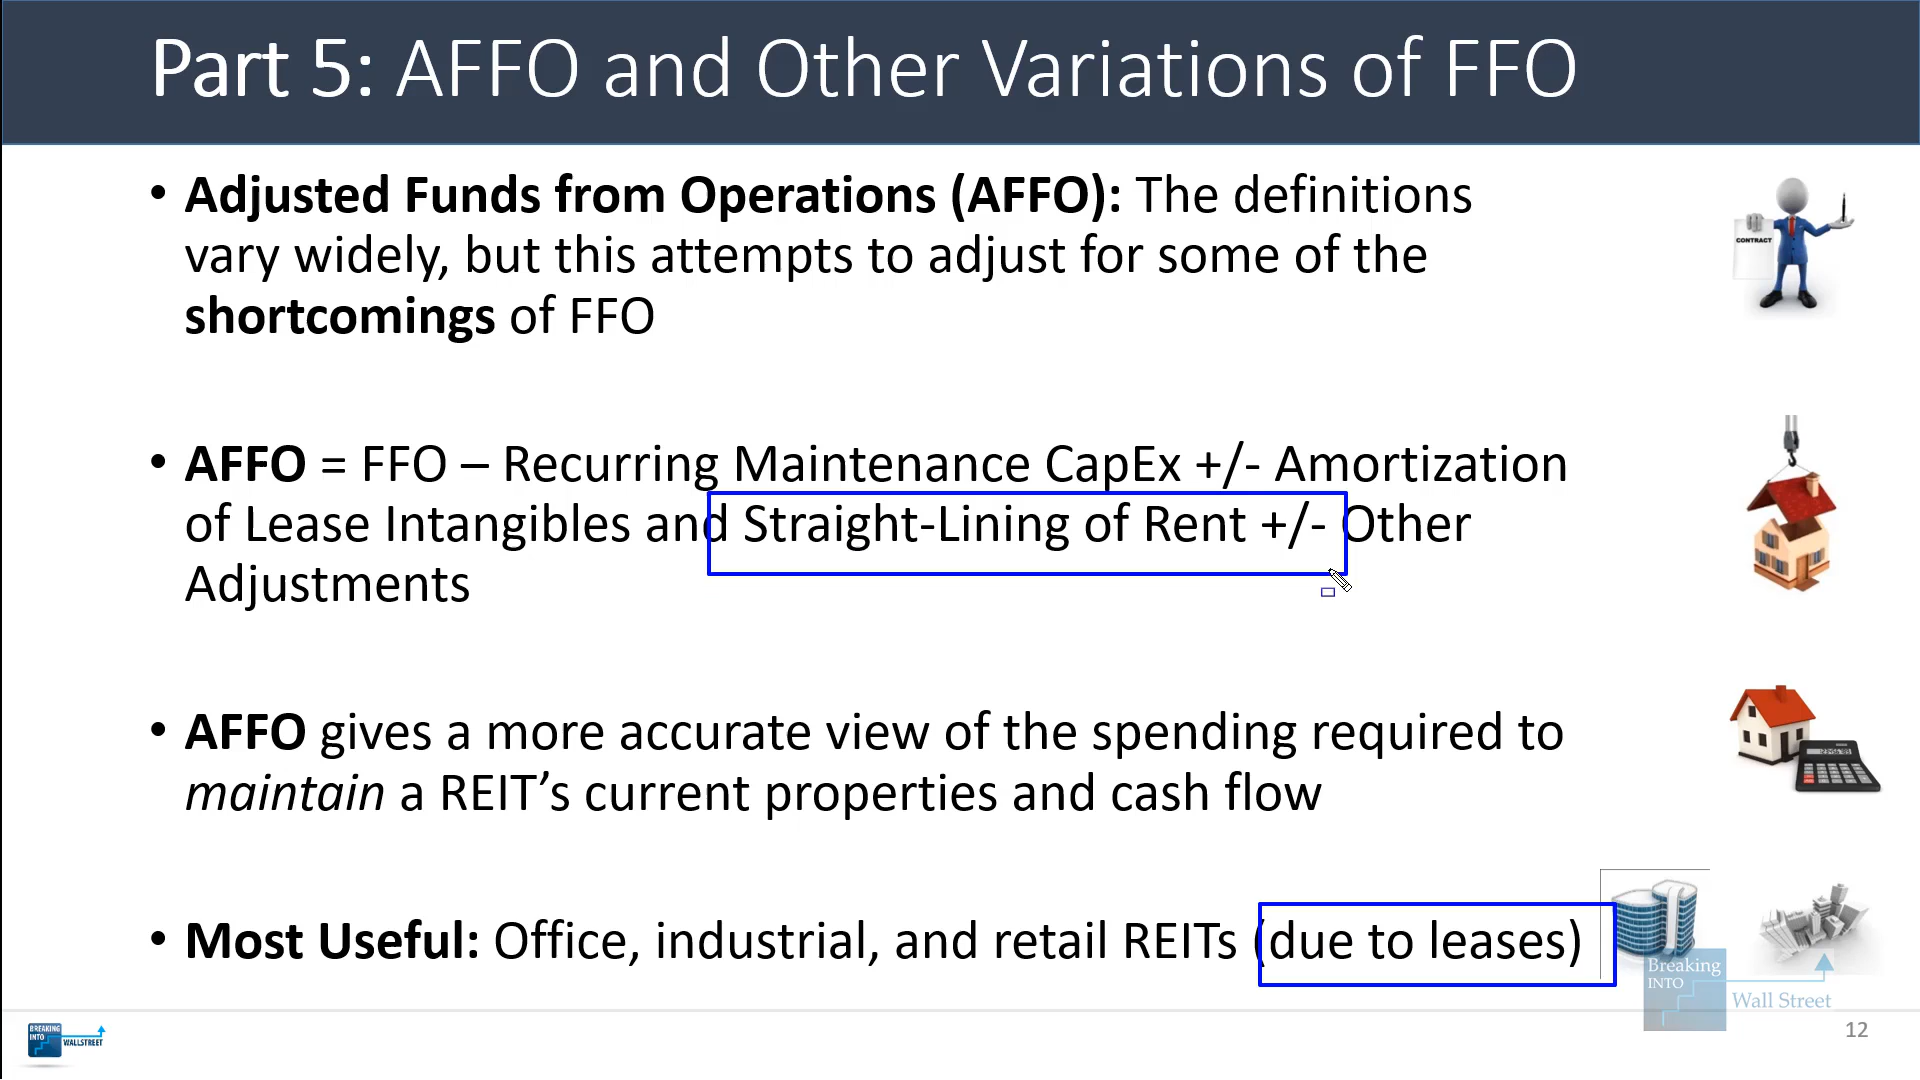 Part 5: AFFO and Other Variations of FFO
• Adjusted Funds from Operations (AFFO): The definitions
vary widely, but this attempts to adjust for some of the
shortcomings of FFO
CONTRACT
• AFFO = FFO – Recurring Maintenance CapEx +/- Amortization
of Lease Intangibles and Straight-Lining of Rent +/- Other
Adjustments
• AFFO gives a more accurate view of the spending required to
maintain a REIT’s current properties and cash flow
• Most Useful: Office, industrial, and retail REITs (due to leases)
Breaking
INTO
Wall Street
BREAKING
INTO
WALLSTREET
12